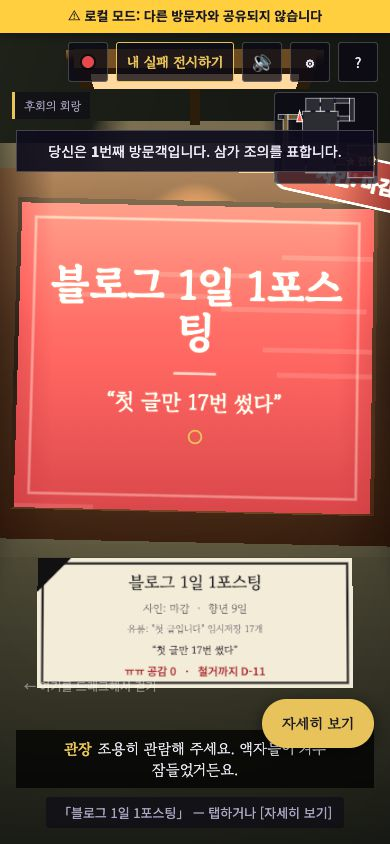 ⚠ 로컬 모드: 다른 방문자와 공유되지 않습니다
내 실패 전시하기
?
후회의 회랑
당신은 1번째 방문객입니다. 삼가 조의를 표합니다.
마감
블로그 1일 1포스
팅
“첫 글만 17번 썼다”
블로그 1일 1포스팅
사인: 마감 · 향년 9일
유품: "첫 글입니다" 임시저장 17개
“첫 글만 17번 썼다”
ㅠㅠ 공감 0 · 철거까지 D-11
자세히 보기
관장 조용히 관람해 주세요. 액자들이 겨우
잠들었거든요.
「블로그 1일 1포스팅」 — 탭하거나 [자세히 보기]